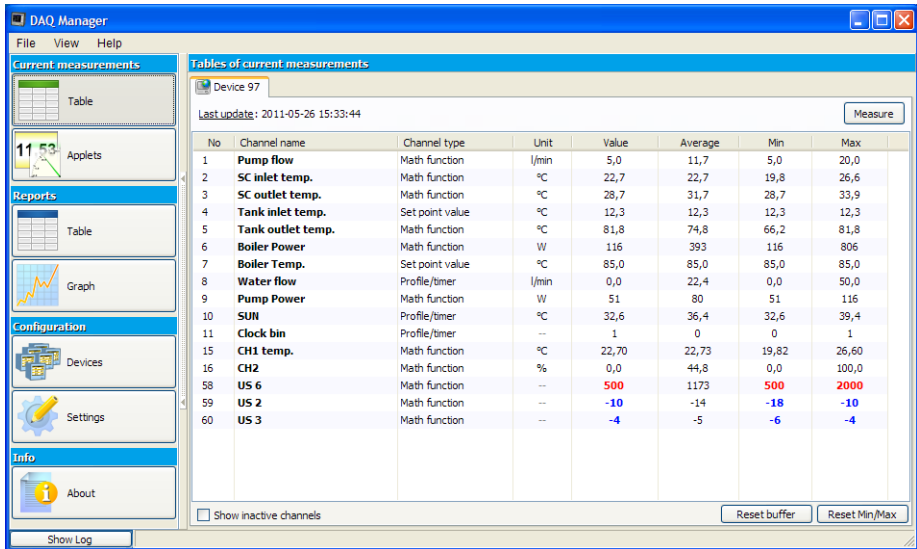 DAQ Manager
File View Help
Current measurements
Table
11 53
Applets
Reports
Table
Graph
Configuration
Devices
Settings
Info
About
Show Log
Tables of current measurements
Device 97
Last update: 2011-05-26 15:33:44
Measure
No Channel name Channel type Unit Value Average Min Max
1 Pump flow Math function l/min 5,0 11,7 5,0 20,0
2 SC inlet temp. Math function ºC 22,7 22,7 19,8 26,6
3 SC outlet temp. Math function ºC 28,7 31,7 28,7 33,9
4 Tank inlet temp. Set point value ºC 12,3 12,3 12,3 12,3
5 Tank outlet temp. Math function ºC 81,8 74,8 66,2 81,8
6 Boiler Power Math function W 116 393 116 806
7 Boiler Temp. Set point value ºC 85,0 85,0 85,0 85,0
8 Water flow Profile/timer l/min 0,0 22,4 0,0 50,0
9 Pump Power Math function W 51 80 51 116
10 SUN Profile/timer ºC 32,6 36,4 32,6 39,4
11 Clock bin Profile/timer -- 1 0 0 1
15 CH1 temp. Math function ºC 22,70 22,73 19,82 26,60
16 CH2 Math function % 0,0 44,8 0,0 100,0
58 US 6 Math function -- 500 1173 500 2000
59 US 2 Math function -- -10 -14 -18 -10
60 US 3 Math function -- -4 -5 -6 -4
Show inactive channels
Reset buffer
Reset Min/Max